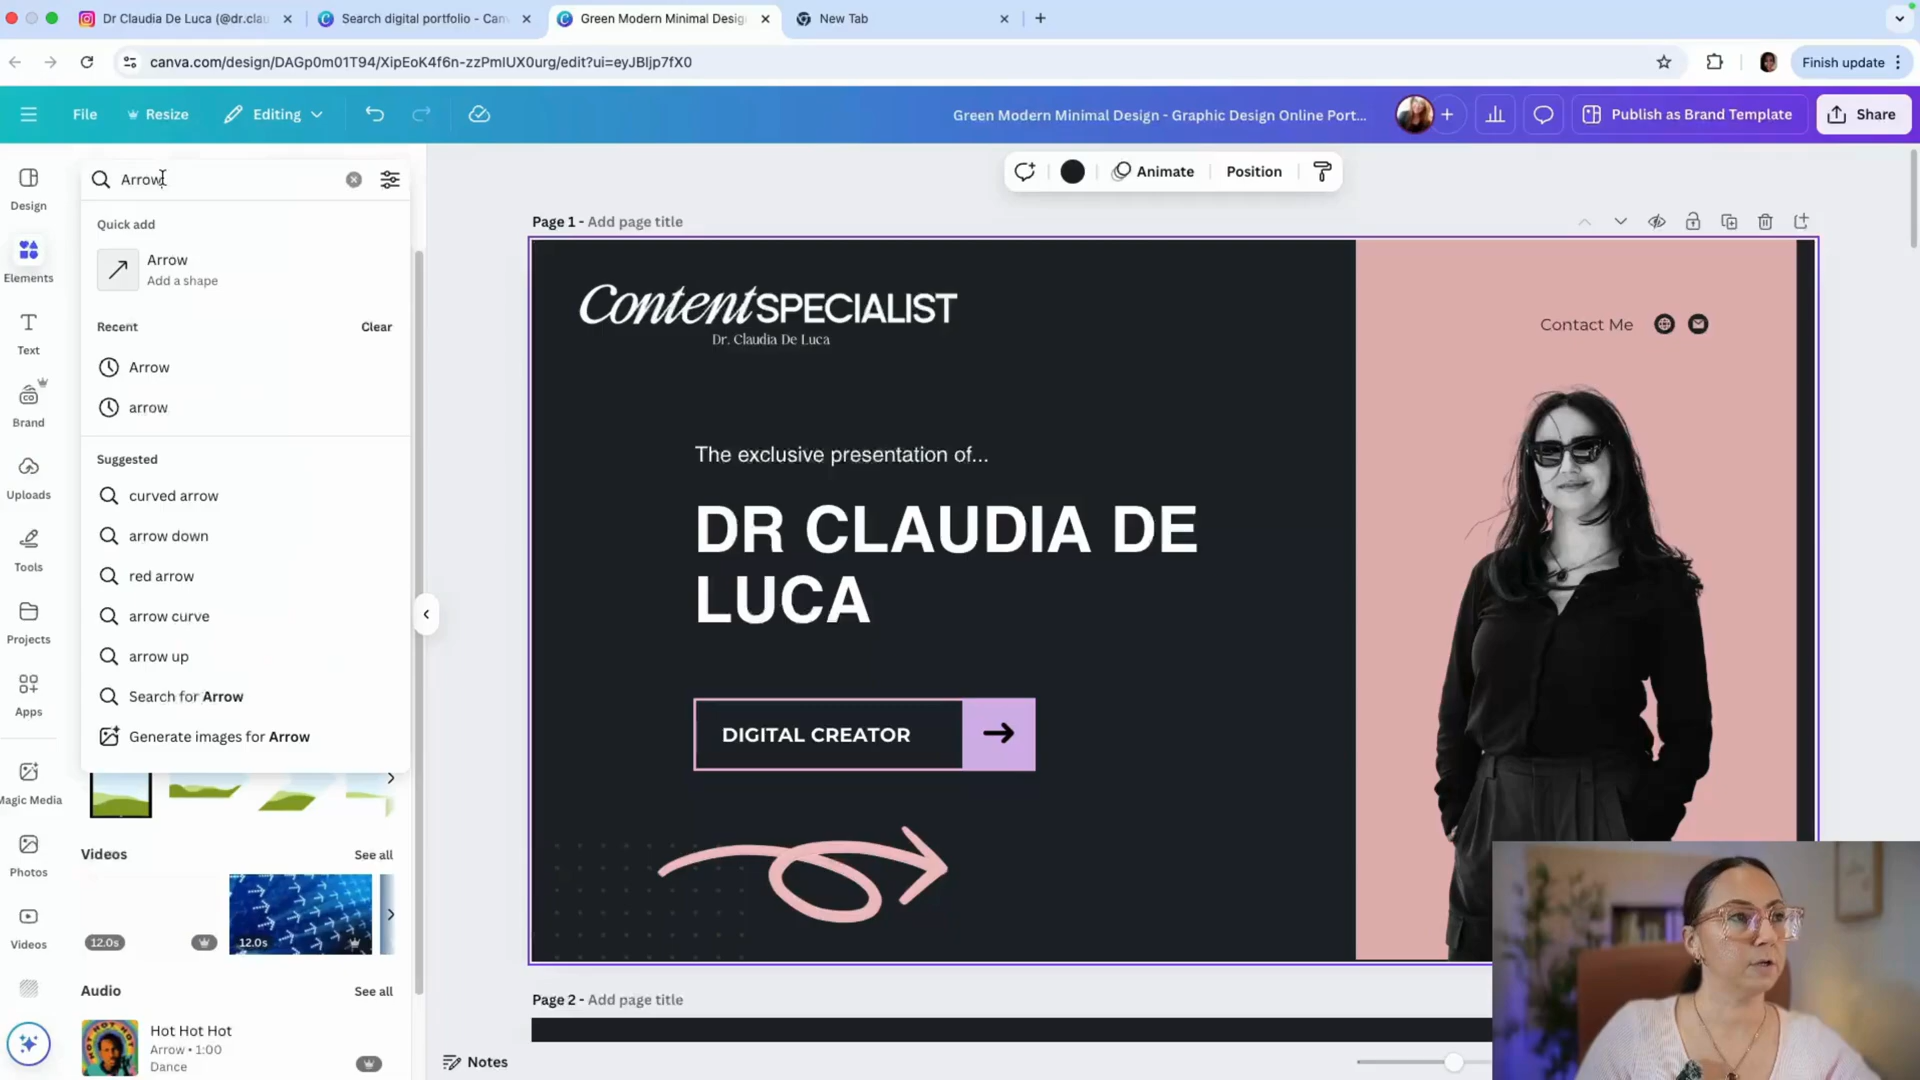 Dr Claudia De Luca (@dr.clau
Search digital portfolio - Can
Green Modern Minimal Desig
New Tab
canva.com/design/DAGp0m01T94/XipEoK4f6n-zzPmIUX0urg/edit?ui=eyJBIjp7fX0
Finish update
File
Resize
Editing
Green Modern Minimal Design - Graphic Design Online Port...
Publish as Brand Template
Share
Design
Elements
Text
Brand
Uploads
Tools
Projects
Apps
Magic Media
Photos
Videos
Arrow
Quick add
Arrow
Add a shape
Recent
Clear
Arrow
arrow
Suggested
curved arrow
arrow down
red arrow
arrow curve
arrow up
Search for Arrow
Generate images for Arrow
Videos
See all
12.0s
12.0s
Audio
See all
Hot Hot Hot
Arrow • 1:00
Dance
Animate
Position
Page 1 - Add page title
Content SPECIALIST
Dr. Claudia De Luca
Contact Me
The exclusive presentation of...
DR CLAUDIA DE
LUCA
DIGITAL CREATOR
Page 2 - Add page title
Notes